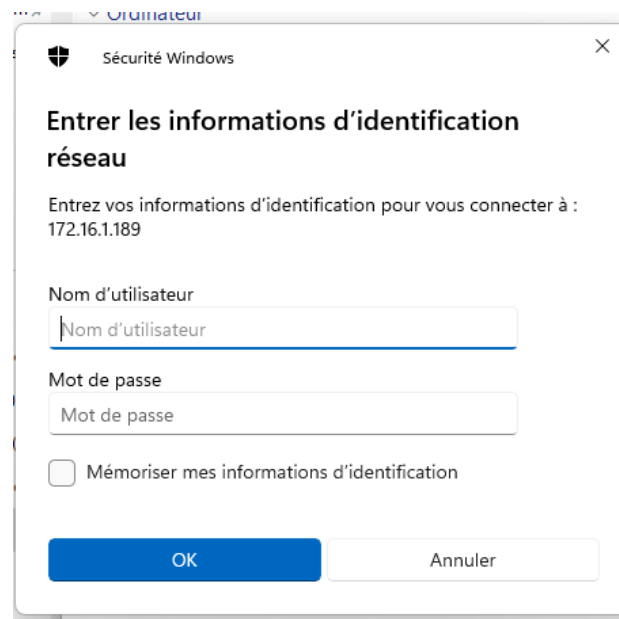 Ordinateur
Sécurité Windows
Entrer les informations d’identification
réseau
Entrez vos informations d’identification pour vous connecter à :
172.16.1.189
Nom d’utilisateur
Nom d’utilisateur
Mot de passe
Mot de passe
Mémoriser mes informations d’identification
OK
Annuler